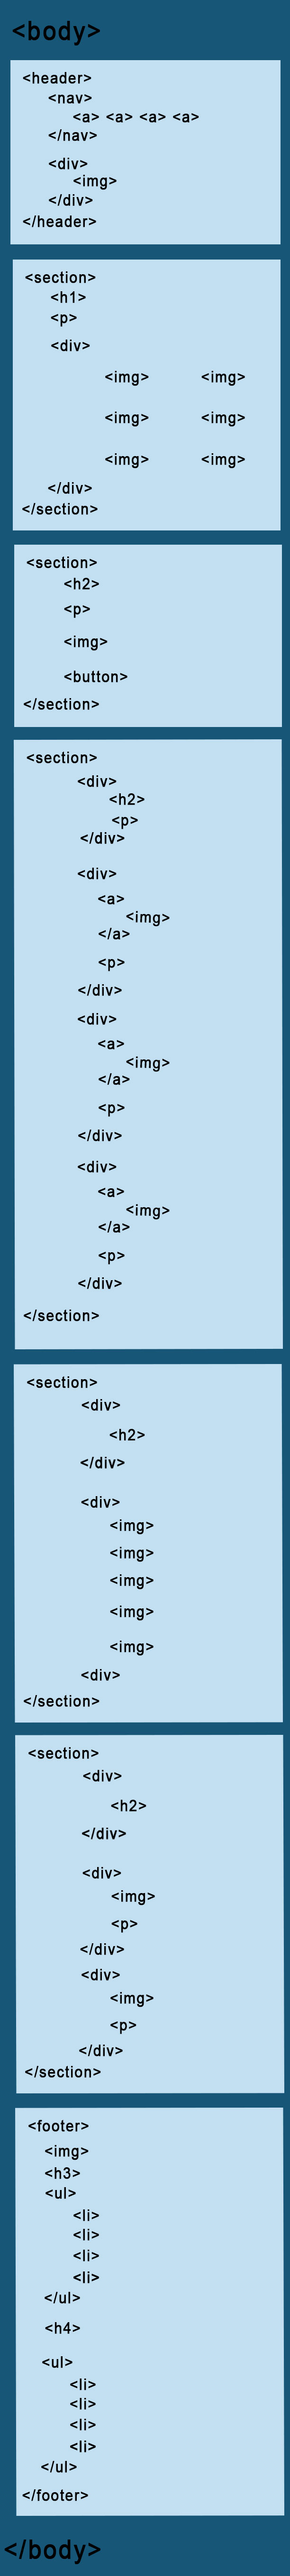 <body>
<header>
<nav>
<a> <a> <a> <a>
</nav>
<div>
<img>
</div>
</header>
<section>
<h1>
<p>
<div>
<img> <img>
<img> <img>
<img> <img>
</div>
</section>
<section>
<h2>
<p>
<img>
<button>
</section>
<section>
<div>
<h2>
<p>
</div>
<div>
<a>
<img>
</a>
<p>
</div>
<div>
<a>
<img>
</a>
<p>
</div>
<div>
<a>
<img>
</a>
<p>
</div>
</section>
<section>
<div>
<h2>
</div>
<div>
<img>
<img>
<img>
<img>
<img>
<div>
</section>
<section>
<div>
<h2>
</div>
<div>
<img>
<p>
</div>
<div>
<img>
<p>
</div>
</section>
<footer>
<img>
<h3>
<ul>
<li>
<li>
<li>
<li>
</ul>
<h4>
<ul>
<li>
<li>
<li>
<li>
</ul>
</footer>
</body>